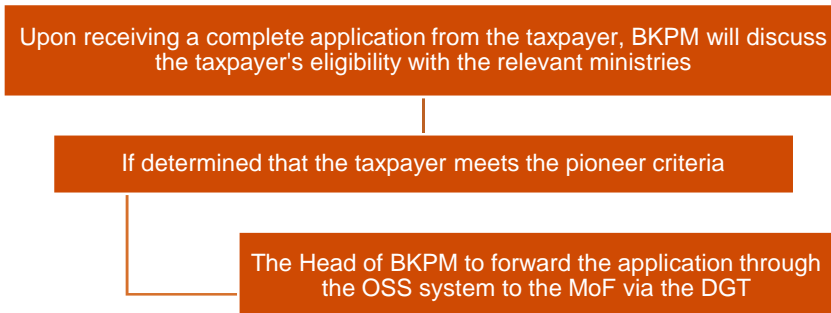 Upon receiving a complete application from the taxpayer, BKPM will discuss
the taxpayer's eligibility with the relevant ministries
If determined that the taxpayer meets the pioneer criteria
The Head of BKPM to forward the application through
the OSS system to the MoF via the DGT